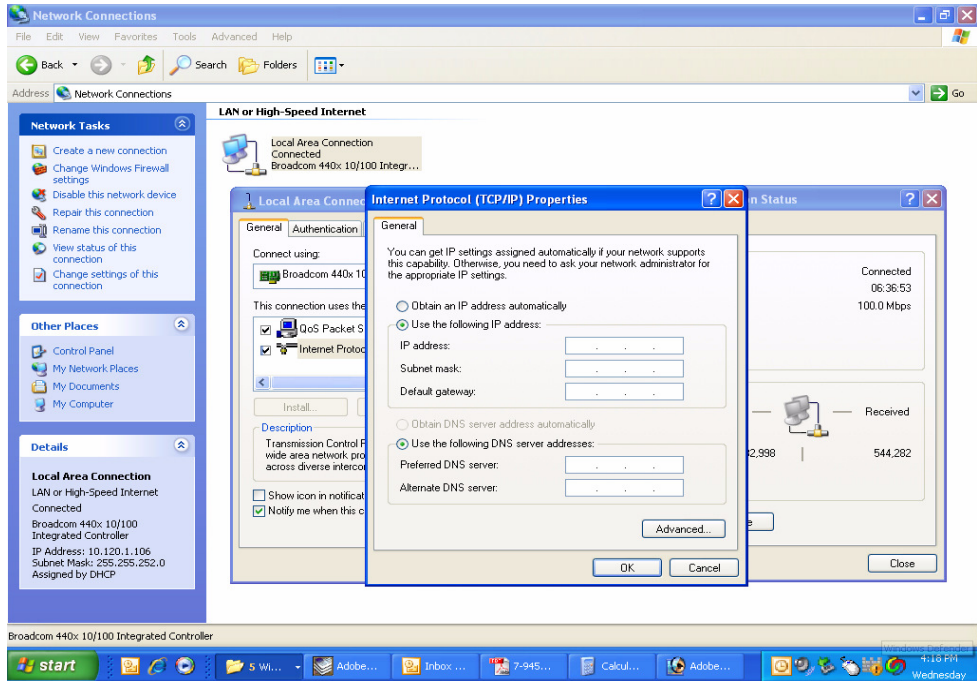 Network Connections
File Edit View Favorites Tools Advanced Help
Back Search Folders
Address Network Connections Go
Network Tasks
Create a new connection
Change Windows Firewall
settings
Disable this network device
Repair this connection
Rename this connection
View status of this
connection
Change settings of this
connection
Other Places
Control Panel
My Network Places
My Documents
My Computer
Details
Local Area Connection
LAN or High-Speed Internet
Connected
Broadcom 440x 10/100
Integrated Controller
IP Address: 10.120.1.106
Subnet Mask: 255.255.252.0
Assigned by DHCP
LAN or High-Speed Internet
Local Area Connection
Connected
Broadcom 440x 10/100 Integr...
Local Area Connec
General Authentication
Connect using:
Broadcom 440x 10
This connection uses the
QoS Packet S
Internet Protoc
Install...
Description
Transmission Control P
wide area network pro
across diverse interco
Show icon in notificat
Notify me when this c
Internet Protocol (TCP/IP) Properties
General
You can get IP settings assigned automatically if your network supports
this capability. Otherwise, you need to ask your network administrator for
the appropriate IP settings.
Obtain an IP address automatically
Use the following IP address:
IP address:
Subnet mask:
Default gateway:
Obtain DNS server address automatically
Use the following DNS server addresses:
Preferred DNS server:
Alternate DNS server:
Advanced...
OK Cancel
n Status
Connected
06:36:53
100.0 Mbps
Received
2,998 544,282
e
Close
Broadcom 440x 10/100 Integrated Controller
Windows Defender
start 5 Wi... Adobe... Inbox ... 7-945... Calcul... Adobe... 4:18 PM
Wednesday